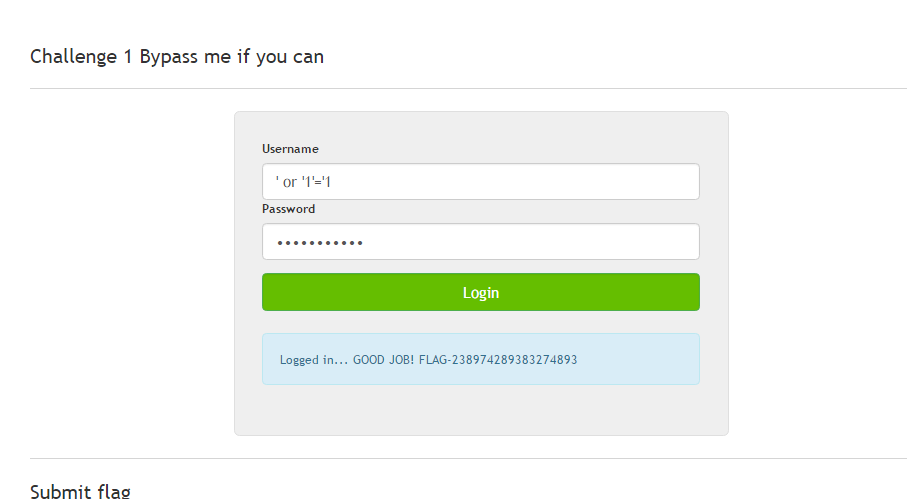 Challenge 1 Bypass me if you can
Username
' or '1'='1
Password
•••••••••••
Login
Logged in... GOOD JOB! FLAG-238974289383274893
Submit flag